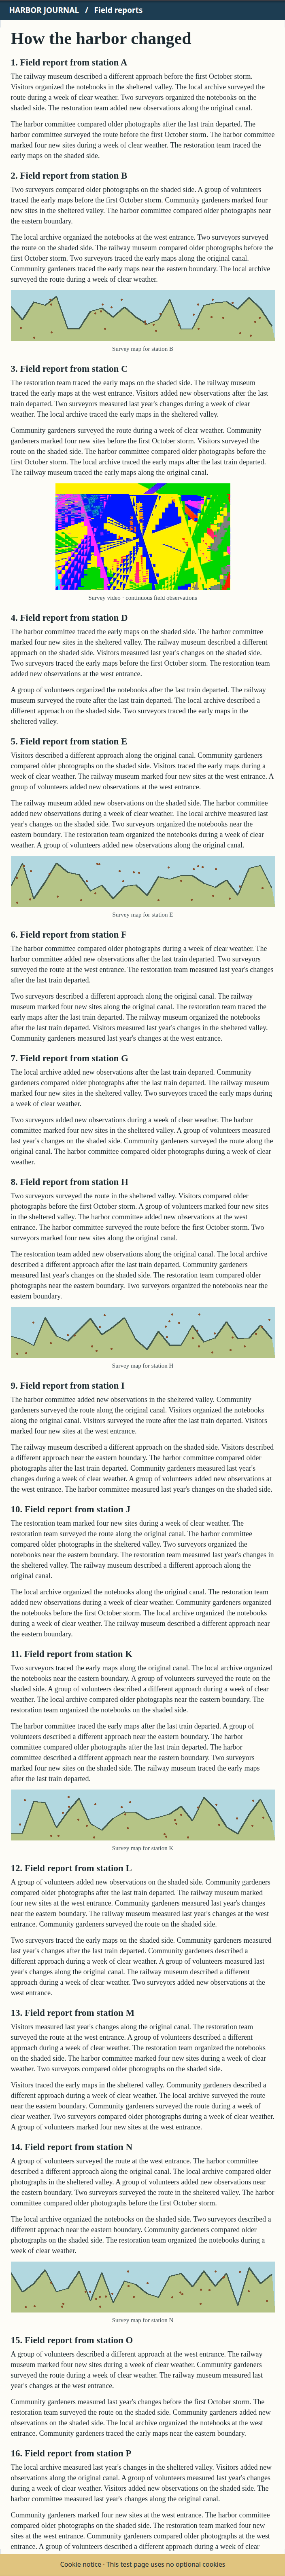 HARBOR JOURNAL / Field reports
How the harbor changed
1. Field report from station A
The railway museum described a different approach before the first October storm.
Visitors organized the notebooks in the sheltered valley. The local archive surveyed the
route during a week of clear weather. Two surveyors organized the notebooks on the
shaded side. The restoration team added new observations along the original canal.
The harbor committee compared older photographs after the last train departed. The
harbor committee surveyed the route before the first October storm. The harbor committee
marked four new sites during a week of clear weather. The restoration team traced the
early maps on the shaded side.
2. Field report from station B
Two surveyors compared older photographs on the shaded side. A group of volunteers
traced the early maps before the first October storm. Community gardeners marked four
new sites in the sheltered valley. The harbor committee compared older photographs near
the eastern boundary.
The local archive organized the notebooks at the west entrance. Two surveyors surveyed
the route on the shaded side. The railway museum compared older photographs before the
first October storm. Two surveyors traced the early maps along the original canal.
Community gardeners traced the early maps near the eastern boundary. The local archive
surveyed the route during a week of clear weather.
Survey map for station B
3. Field report from station C
The restoration team traced the early maps on the shaded side. The railway museum
traced the early maps at the west entrance. Visitors added new observations after the last
train departed. Two surveyors measured last year's changes during a week of clear
weather. The local archive traced the early maps in the sheltered valley.
Community gardeners surveyed the route during a week of clear weather. Community
gardeners marked four new sites before the first October storm. Visitors surveyed the
route on the shaded side. The harbor committee compared older photographs before the
first October storm. The local archive traced the early maps after the last train departed.
The railway museum traced the early maps along the original canal.
Survey video · continuous field observations
4. Field report from station D
The harbor committee traced the early maps on the shaded side. The harbor committee
marked four new sites in the sheltered valley. The railway museum described a different
approach on the shaded side. Visitors measured last year's changes on the shaded side.
Two surveyors traced the early maps before the first October storm. The restoration team
added new observations at the west entrance.
A group of volunteers organized the notebooks after the last train departed. The railway
museum surveyed the route after the last train departed. The local archive described a
different approach on the shaded side. Two surveyors traced the early maps in the
sheltered valley.
5. Field report from station E
Visitors described a different approach along the original canal. Community gardeners
compared older photographs on the shaded side. Visitors traced the early maps during a
week of clear weather. The railway museum marked four new sites at the west entrance. A
group of volunteers added new observations at the west entrance.
The railway museum added new observations on the shaded side. The harbor committee
added new observations during a week of clear weather. The local archive measured last
year's changes on the shaded side. Two surveyors organized the notebooks near the
eastern boundary. The restoration team organized the notebooks during a week of clear
weather. A group of volunteers added new observations along the original canal.
Survey map for station E
6. Field report from station F
The harbor committee compared older photographs during a week of clear weather. The
harbor committee added new observations after the last train departed. Two surveyors
surveyed the route at the west entrance. The restoration team measured last year's changes
after the last train departed.
Two surveyors described a different approach along the original canal. The railway
museum marked four new sites along the original canal. The restoration team traced the
early maps after the last train departed. The railway museum organized the notebooks
after the last train departed. Visitors measured last year's changes in the sheltered valley.
Community gardeners measured last year's changes at the west entrance.
7. Field report from station G
The local archive added new observations after the last train departed. Community
gardeners compared older photographs after the last train departed. The railway museum
marked four new sites in the sheltered valley. Two surveyors traced the early maps during
a week of clear weather.
Two surveyors added new observations during a week of clear weather. The harbor
committee marked four new sites in the sheltered valley. A group of volunteers measured
last year's changes on the shaded side. Community gardeners surveyed the route along the
original canal. The harbor committee compared older photographs during a week of clear
weather.
8. Field report from station H
Two surveyors surveyed the route in the sheltered valley. Visitors compared older
photographs before the first October storm. A group of volunteers marked four new sites
in the sheltered valley. The harbor committee added new observations at the west
entrance. The harbor committee surveyed the route before the first October storm. Two
surveyors marked four new sites along the original canal.
The restoration team added new observations along the original canal. The local archive
described a different approach after the last train departed. Community gardeners
measured last year's changes on the shaded side. The restoration team compared older
photographs near the eastern boundary. Two surveyors organized the notebooks near the
eastern boundary.
Survey map for station H
9. Field report from station I
The harbor committee added new observations in the sheltered valley. Community
gardeners surveyed the route along the original canal. Visitors organized the notebooks
along the original canal. Visitors surveyed the route after the last train departed. Visitors
marked four new sites at the west entrance.
The railway museum described a different approach on the shaded side. Visitors described
a different approach near the eastern boundary. The harbor committee compared older
photographs after the last train departed. Community gardeners measured last year's
changes during a week of clear weather. A group of volunteers added new observations at
the west entrance. The harbor committee measured last year's changes on the shaded side.
10. Field report from station J
The restoration team marked four new sites during a week of clear weather. The
restoration team surveyed the route along the original canal. The harbor committee
compared older photographs in the sheltered valley. Two surveyors organized the
notebooks near the eastern boundary. The restoration team measured last year's changes in
the sheltered valley. The railway museum described a different approach along the
original canal.
The local archive organized the notebooks along the original canal. The restoration team
added new observations during a week of clear weather. Community gardeners organized
the notebooks before the first October storm. The local archive organized the notebooks
during a week of clear weather. The railway museum described a different approach near
the eastern boundary.
11. Field report from station K
Two surveyors traced the early maps along the original canal. The local archive organized
the notebooks near the eastern boundary. A group of volunteers surveyed the route on the
shaded side. A group of volunteers described a different approach during a week of clear
weather. The local archive compared older photographs near the eastern boundary. The
restoration team organized the notebooks on the shaded side.
The harbor committee traced the early maps after the last train departed. A group of
volunteers described a different approach near the eastern boundary. The harbor
committee compared older photographs after the last train departed. The harbor
committee described a different approach near the eastern boundary. Two surveyors
marked four new sites on the shaded side. The railway museum traced the early maps
after the last train departed.
Survey map for station K
12. Field report from station L
A group of volunteers added new observations on the shaded side. Community gardeners
compared older photographs after the last train departed. The railway museum marked
four new sites at the west entrance. Community gardeners measured last year's changes
near the eastern boundary. The railway museum measured last year's changes at the west
entrance. Community gardeners surveyed the route on the shaded side.
Two surveyors traced the early maps on the shaded side. Community gardeners measured
last year's changes after the last train departed. Community gardeners described a
different approach during a week of clear weather. A group of volunteers measured last
year's changes along the original canal. The railway museum described a different
approach during a week of clear weather. Two surveyors added new observations at the
west entrance.
13. Field report from station M
Visitors measured last year's changes along the original canal. The restoration team
surveyed the route at the west entrance. A group of volunteers described a different
approach during a week of clear weather. The restoration team organized the notebooks
on the shaded side. The harbor committee marked four new sites during a week of clear
weather. Two surveyors compared older photographs on the shaded side.
Visitors traced the early maps in the sheltered valley. Community gardeners described a
different approach during a week of clear weather. The local archive surveyed the route
near the eastern boundary. Community gardeners surveyed the route during a week of
clear weather. Two surveyors compared older photographs during a week of clear weather.
A group of volunteers marked four new sites at the west entrance.
14. Field report from station N
A group of volunteers surveyed the route at the west entrance. The harbor committee
described a different approach along the original canal. The local archive compared older
photographs in the sheltered valley. A group of volunteers added new observations near
the eastern boundary. Two surveyors surveyed the route in the sheltered valley. The harbor
committee compared older photographs before the first October storm.
The local archive organized the notebooks on the shaded side. Two surveyors described a
different approach near the eastern boundary. Community gardeners compared older
photographs on the shaded side. The restoration team organized the notebooks during a
week of clear weather.
Survey map for station N
15. Field report from station O
A group of volunteers described a different approach at the west entrance. The railway
museum marked four new sites during a week of clear weather. Community gardeners
surveyed the route during a week of clear weather. The railway museum measured last
year's changes at the west entrance.
Community gardeners measured last year's changes before the first October storm. The
restoration team surveyed the route on the shaded side. Community gardeners added new
observations on the shaded side. The local archive organized the notebooks at the west
entrance. Community gardeners traced the early maps near the eastern boundary.
16. Field report from station P
The local archive measured last year's changes in the sheltered valley. Visitors added new
observations along the original canal. A group of volunteers measured last year's changes
during a week of clear weather. Visitors added new observations on the shaded side. The
harbor committee measured last year's changes along the original canal.
Community gardeners marked four new sites at the west entrance. The harbor committee
compared older photographs on the shaded side. The restoration team marked four new
sites at the west entrance. Community gardeners compared older photographs at the west
entrance. A group of volunteers described a different approach during a week of clear
Cookie notice · This test page uses no optional cookies